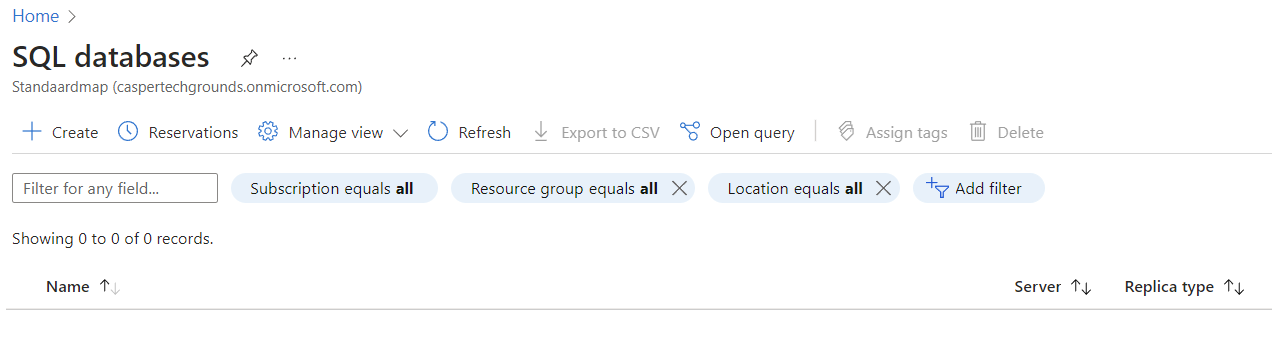 Home
SQL databases
Standaardmap (caspertechgrounds.onmicrosoft.com)
Create Reservations Manage view Refresh Export to CSV Open query Assign tags Delete
Filter for any field... Subscription equals all Resource group equals all Location equals all Add filter
Showing 0 to 0 of 0 records.
Name Server Replica type